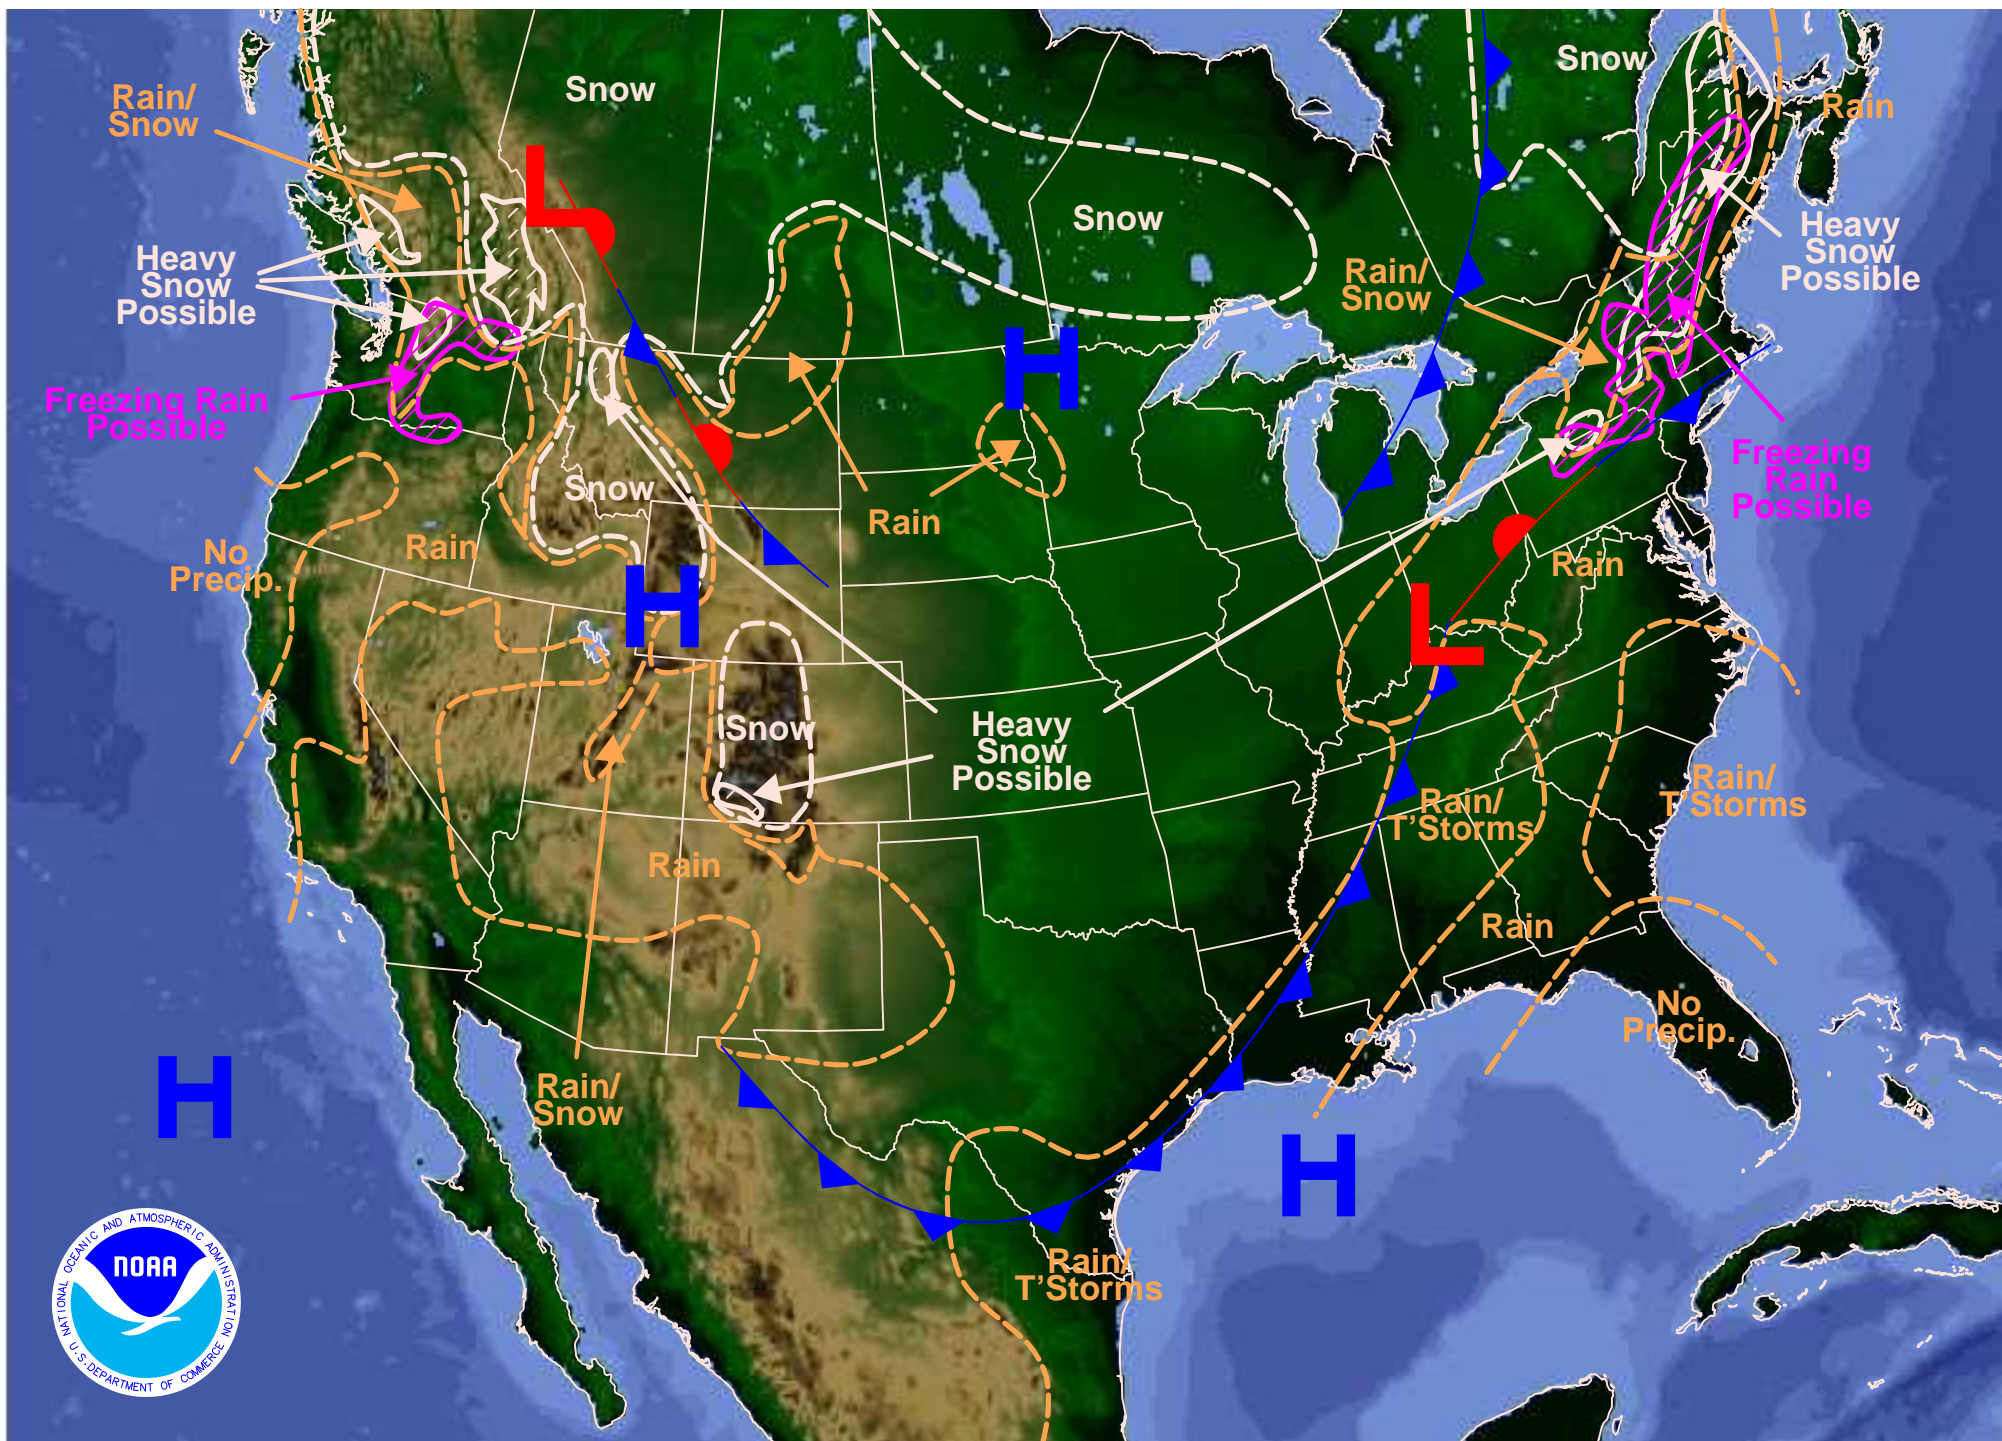 Snow
Snow
Rain/
Snow
Rain
Snow
Heavy
Snow
Possible
Heavy
Snow
Possible
Rain/
Snow
L
H
Freezing Rain
Possible
Freezing
Rain
Possible
Snow
Rain
No
Precip.
Rain
Rain
H
L
Snow
Heavy
Snow
Possible
Rain/
T'Storms
Rain/
T'Storms
Rain
Rain
No
Precip.
Rain/
Snow
H
H
Rain/
T'Storms
NATIONAL OCEANIC AND ATMOSPHERIC ADMINISTRATION
NOAA
U.S. DEPARTMENT OF COMMERCE